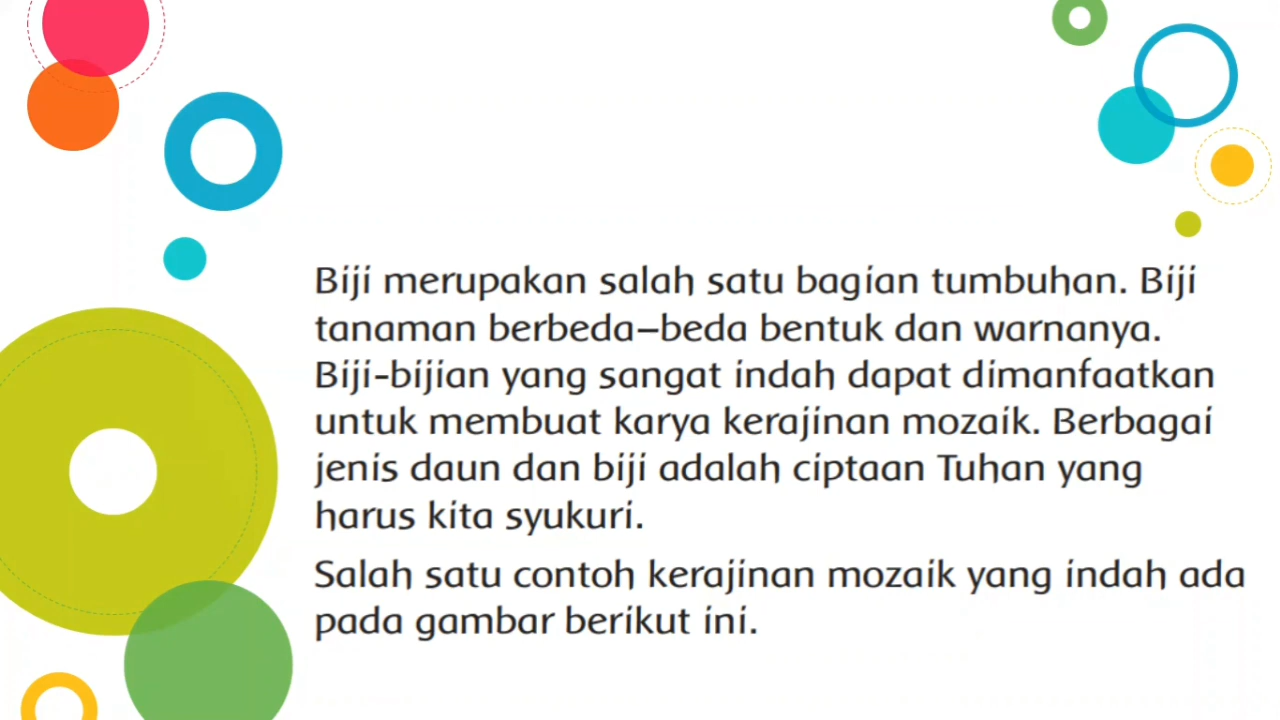 Biji merupakan salah satu bagian tumbuhan. Biji
tanaman berbeda–beda bentuk dan warnanya.
Biji-bijian yang sangat indah dapat dimanfaatkan
untuk membuat karya kerajinan mozaik. Berbagai
jenis daun dan biji adalah ciptaan Tuhan yang
harus kita syukuri.
Salah satu contoh kerajinan mozaik yang indah ada
pada gambar berikut ini.